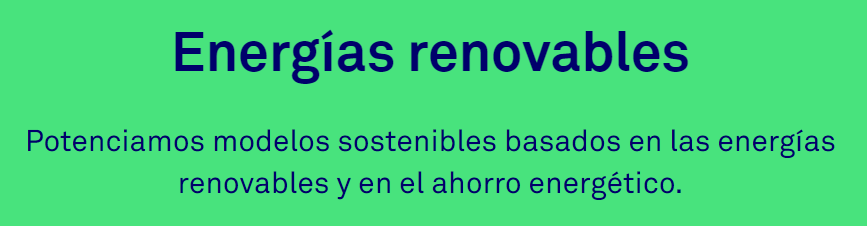 Energías renovables
Potenciamos modelos sostenibles basados en las energías
renovables y en el ahorro energético.